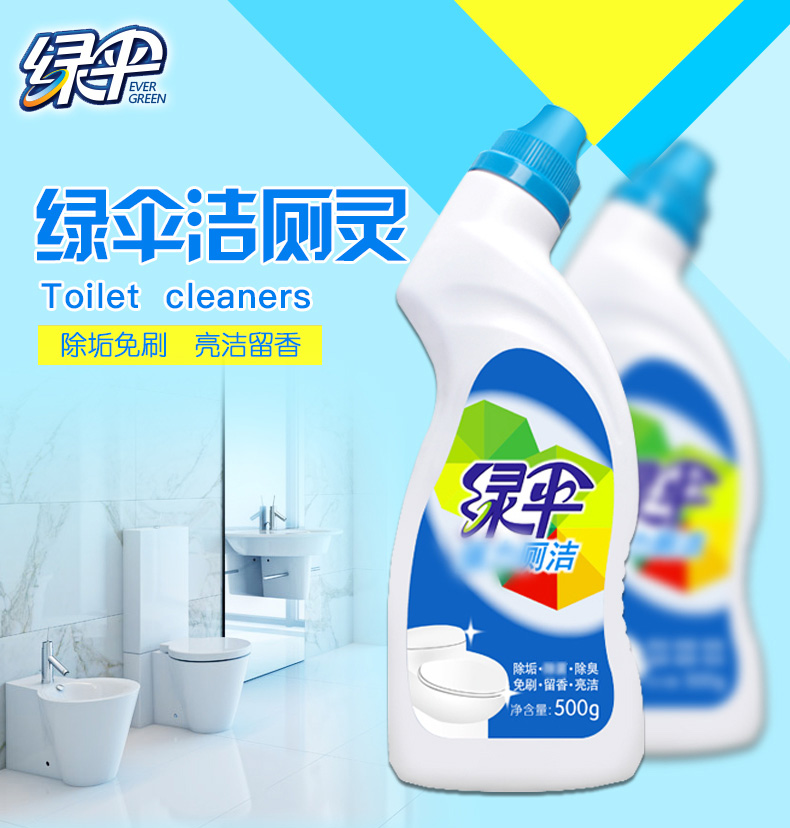 绿伞
EVER
GREEN
绿伞洁厕灵
Toilet cleaners
除垢免刷 亮洁留香
绿伞
厕洁
除垢· ·除臭
免刷·留香·亮洁
净含量:500g